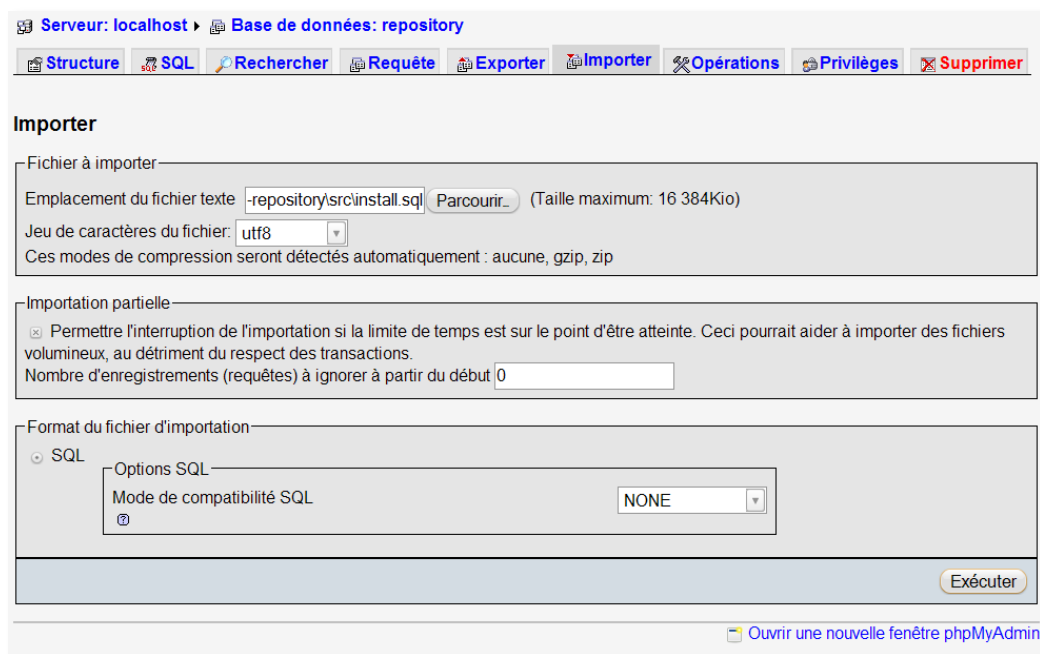 Serveur: localhost Base de données: repository
Structure SQL Rechercher Requête Exporter Importer Opérations Privilèges Supprimer
Importer
Fichier à importer
Emplacement du fichier texte -repository\src\install.sql Parcourir_ (Taille maximum: 16 384Kio)
Jeu de caractères du fichier: utf8
Ces modes de compression seront détectés automatiquement : aucune, gzip, zip
Importation partielle
Permettre l'interruption de l'importation si la limite de temps est sur le point d'être atteinte. Ceci pourrait aider à importer des fichiers
volumineux, au détriment du respect des transactions.
Nombre d'enregistrements (requêtes) à ignorer à partir du début 0
Format du fichier d'importation
SQL
Options SQL
Mode de compatibilité SQL NONE
Exécuter
Ouvrir une nouvelle fenêtre phpMyAdmin